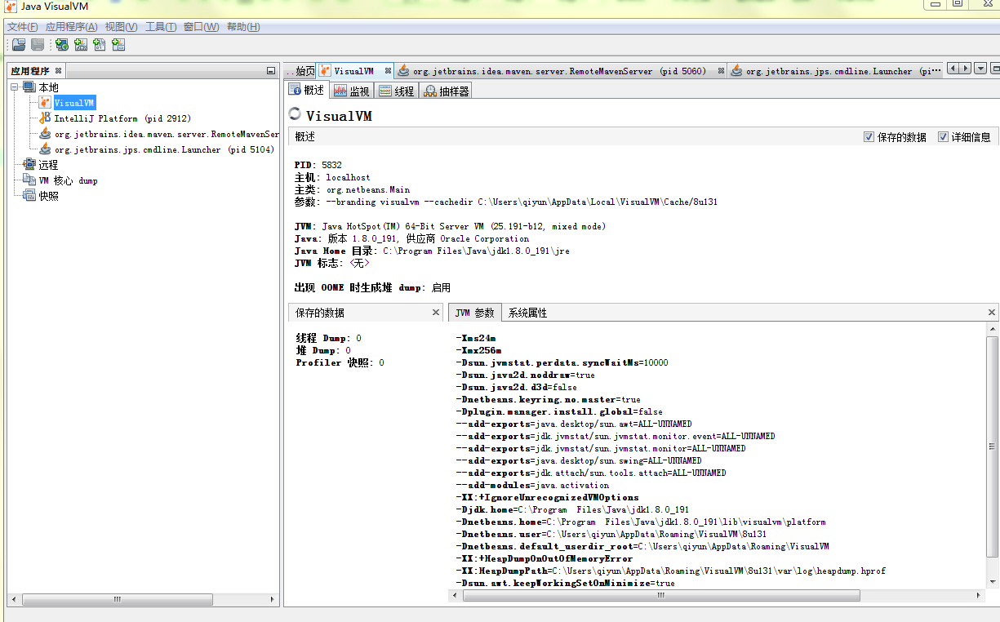 Java VisualVM
文件(F) 应用程序(A) 视图(V) 工具(T) 窗口(W) 帮助(H)
应用程序
本地
VisualVM
IntelliJ Platform (pid 2912)
org.jetbrains.idea.maven.server.RemoteMavenSer
org.jetbrains.jps.cmdline.Launcher (pid 5104)
远程
VM 核心 dump
快照
..始页 VisualVM org.jetbrains.idea.maven.server.RemoteMavenServer (pid 5060) org.jetbrains.jps.cmdline.Launcher (pi...
概述 监视 线程 抽样器
VisualVM
概述 保存的数据 详细信息
PID: 5832
主机: localhost
主类: org.netbeans.Main
参数: --branding visualvm --cachedir C:\Users\qiyun\AppData\Local\VisualVM\Cache/8u131
JVM: Java HotSpot(TM) 64-Bit Server VM (25.191-b12, mixed mode)
Java: 版本 1.8.0_191, 供应商 Oracle Corporation
Java Home 目录: C:\Program Files\Java\jdk1.8.0_191\jre
JVM 标志: <无>
出现 OOME 时生成堆 dump: 启用
保存的数据
线程 Dump: 0
堆 Dump: 0
Profiler 快照: 0
JVM 参数 系统属性
-Xms24m
-Xmx256m
-Dsun.jvmstat.perdata.syncWaitMs=10000
-Dsun.java2d.noddraw=true
-Dsun.java2d.d3d=false
-Dnetbeans.keyring.no.master=true
-Dplugin.manager.install.global=false
--add-exports=java.desktop/sun.awt=ALL-UNNAMED
--add-exports=jdk.jvmstat/sun.jvmstat.monitor.event=ALL-UNNAMED
--add-exports=jdk.jvmstat/sun.jvmstat.monitor=ALL-UNNAMED
--add-exports=java.desktop/sun.swing=ALL-UNNAMED
--add-exports=jdk.attach/sun.tools.attach=ALL-UNNAMED
--add-modules=java.activation
-XX:+IgnoreUnrecognizedVMOptions
-Djdk.home=C:\Program Files\Java\jdk1.8.0_191
-Dnetbeans.home=C:\Program Files\Java\jdk1.8.0_191\lib\visualvm\platform
-Dnetbeans.user=C:\Users\qiyun\AppData\Roaming\VisualVM\8u131
-Dnetbeans.default_userdir_root=C:\Users\qiyun\AppData\Roaming\VisualVM
-XX:+HeapDumpOnOutOfMemoryError
-XX:HeapDumpPath=C:\Users\qiyun\AppData\Roaming\VisualVM\8u131\var\log\heapdump.hprof
-Dsun.awt.keepWorkingSetOnMinimize=true